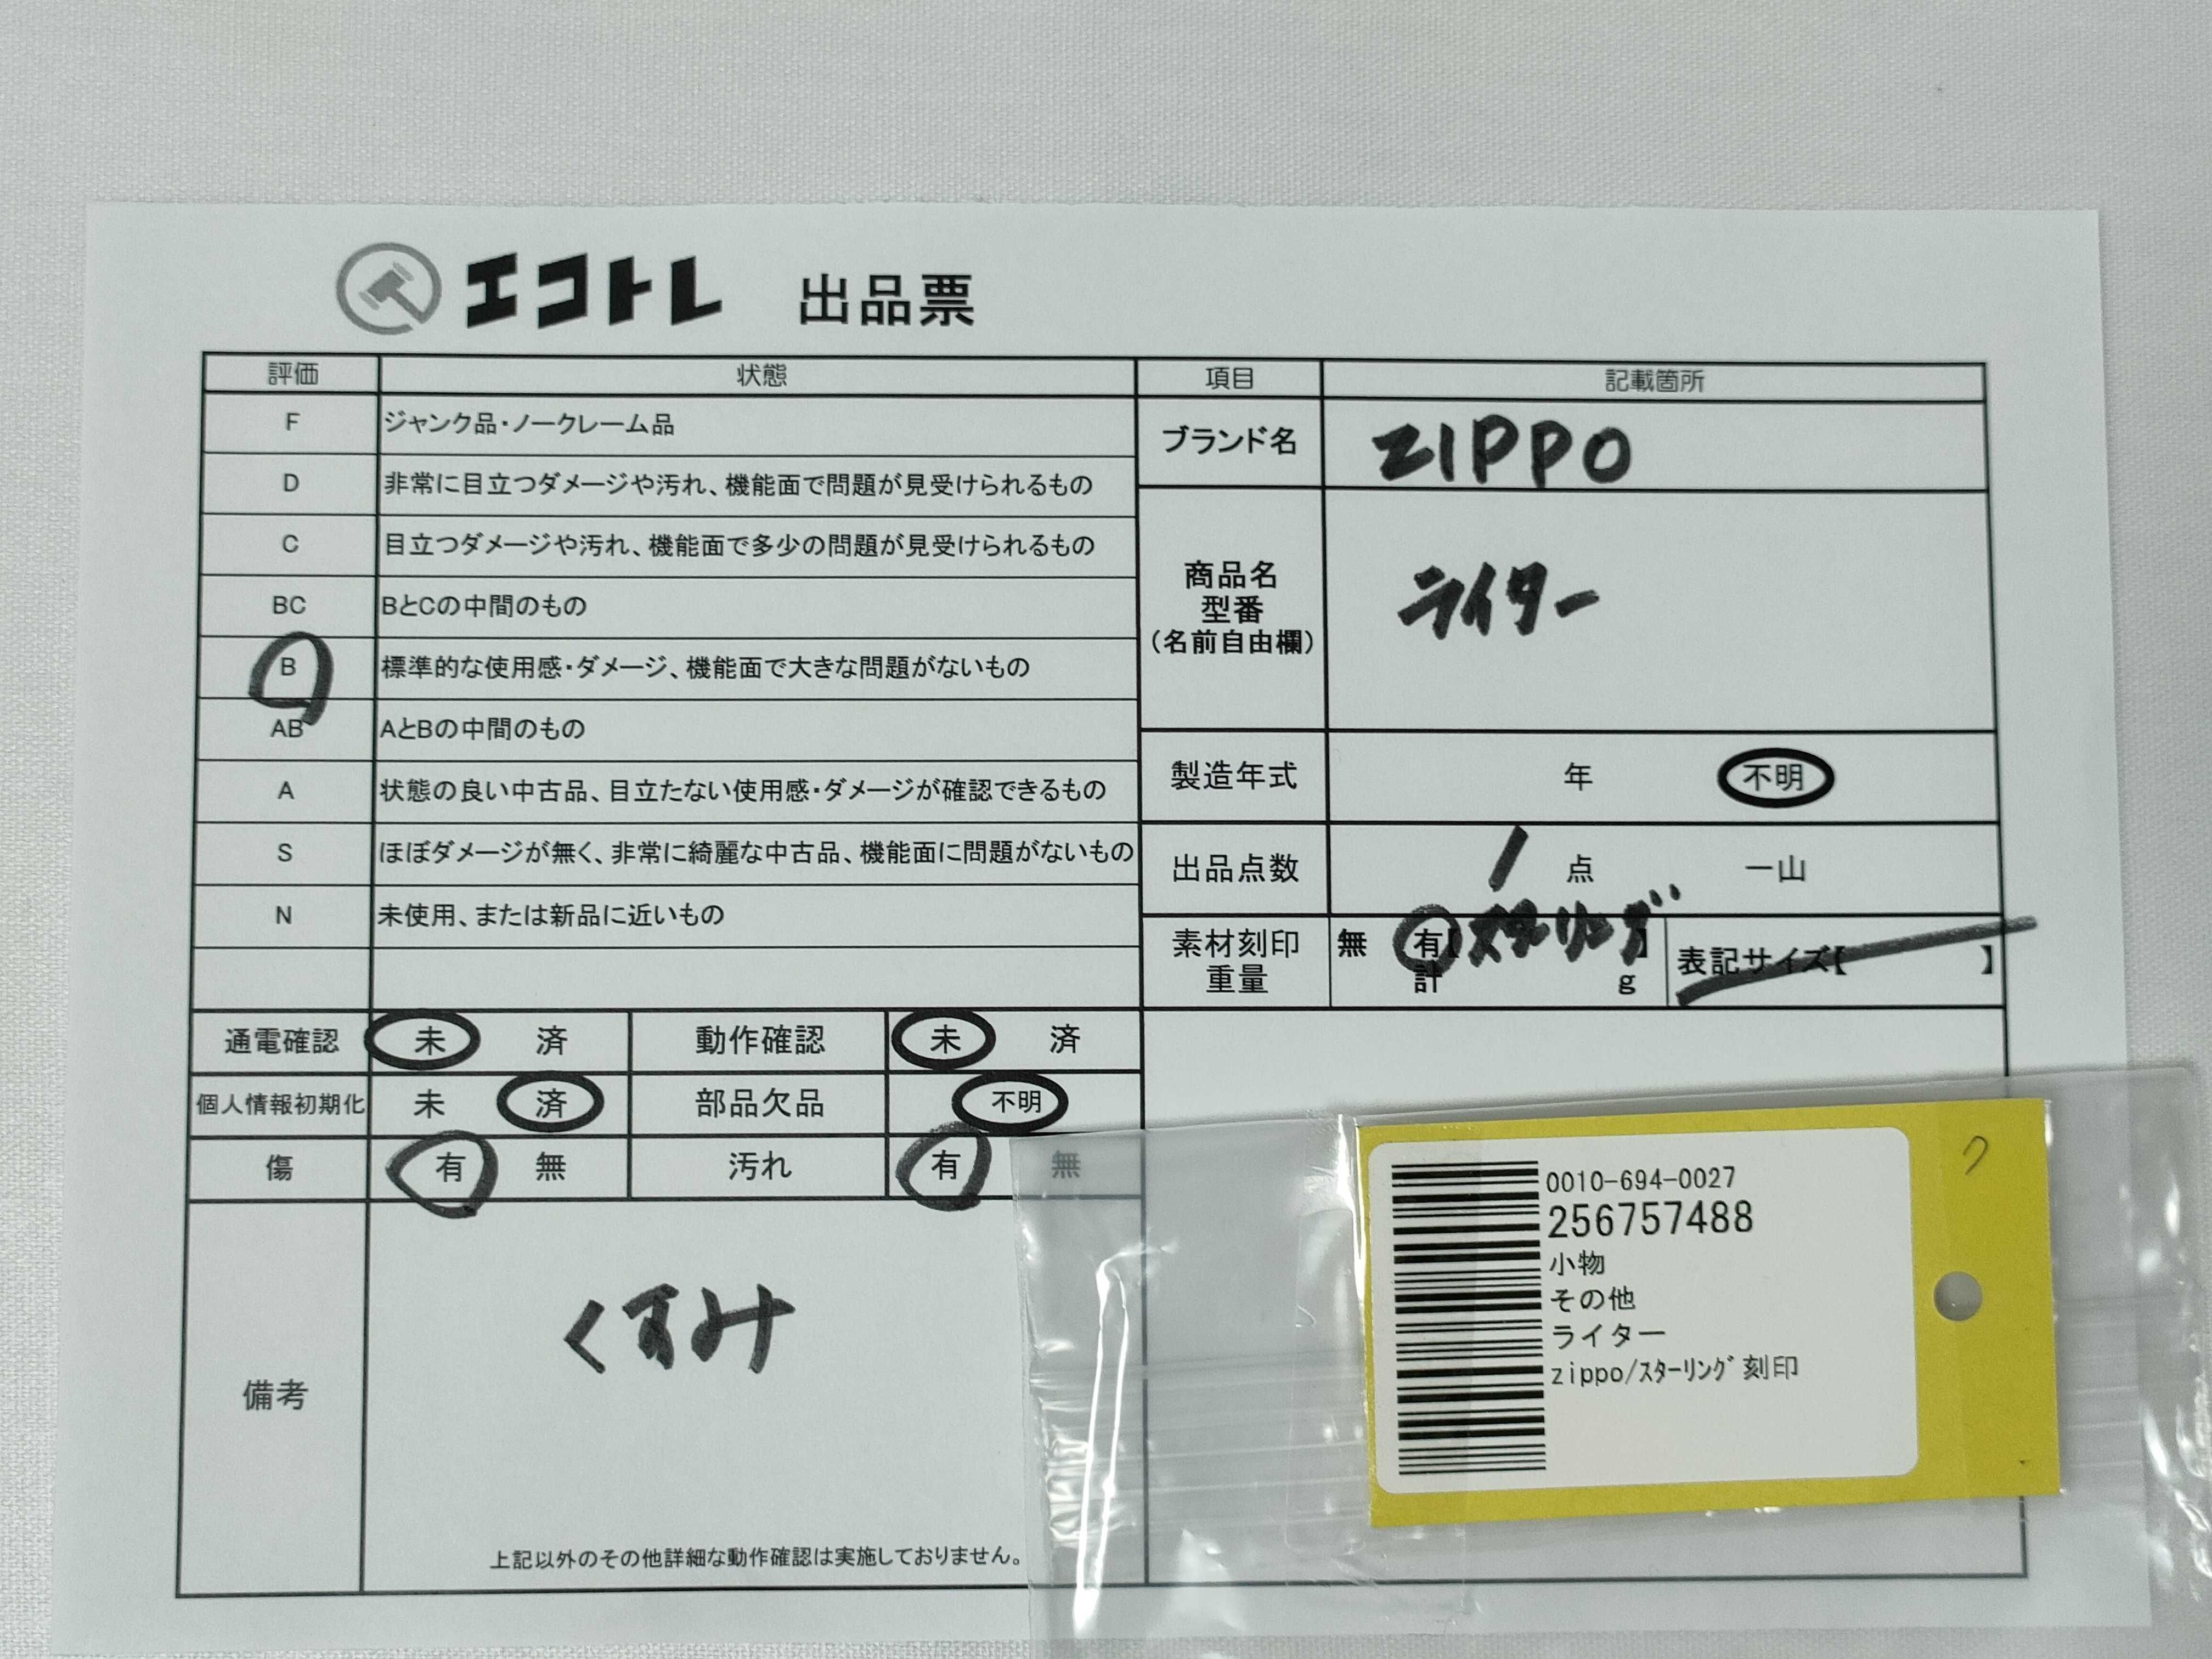 エコトレ 出品票
評価 状態 項目 記載箇所
F ジャンク品・ノークレーム品
D 非常に目立つダメージや汚れ、機能面で問題が見受けられるもの
C 目立つダメージや汚れ、機能面で多少の問題が見受けられるもの
BC BとCの中間のもの
B 標準的な使用感・ダメージ、機能面で大きな問題がないもの
AB AとBの中間のもの
A 状態の良い中古品、目立たない使用感・ダメージが確認できるもの
S ほぼダメージが無く、非常に綺麗な中古品、機能面に問題がないもの
N 未使用、または新品に近いもの
ブランド名 ZIPPO
商品名
型番
(名前自由欄)
ライター
製造年式 年 不明
出品点数 1 点 一山
素材刻印 無 有【スターリング】
重量 計 g
表記サイズ【 】
通電確認 未 済 動作確認 未 済
個人情報初期化 未 済 部品欠品 不明
傷 有 無 汚れ 有 無
備考
くすみ
上記以外のその他詳細な動作確認は実施しておりません。
0010-694-0027
256757488
小物
その他
ライター
zippo/ｽﾀｰﾘﾝｸﾞ刻印